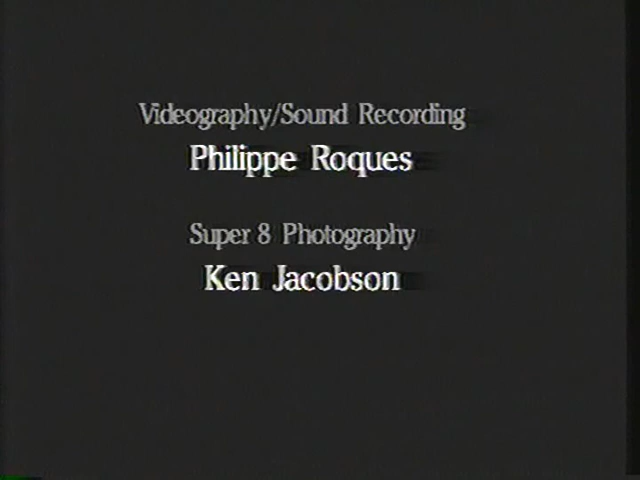 Videography/Sound Recording
Philippe Roques
Super 8 Photography
Ken Jacobson